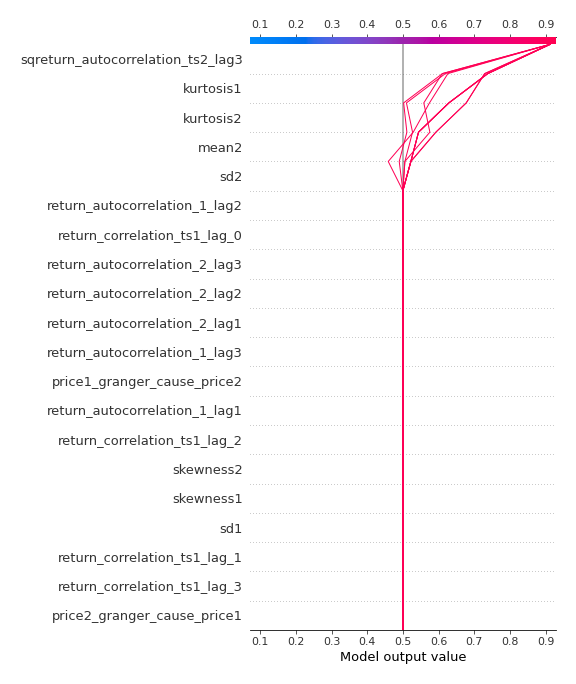 0.1 0.2 0.3 0.4 0.5 0.6 0.7 0.8 0.9
sqreturn_autocorrelation_ts2_lag3
kurtosis1
kurtosis2
mean2
sd2
return_autocorrelation_1_lag2
return_correlation_ts1_lag_0
return_autocorrelation_2_lag3
return_autocorrelation_2_lag2
return_autocorrelation_2_lag1
return_autocorrelation_1_lag3
price1_granger_cause_price2
return_autocorrelation_1_lag1
return_correlation_ts1_lag_2
skewness2
skewness1
sd1
return_correlation_ts1_lag_1
return_correlation_ts1_lag_3
price2_granger_cause_price1
0.1 0.2 0.3 0.4 0.5 0.6 0.7 0.8 0.9
Model output value